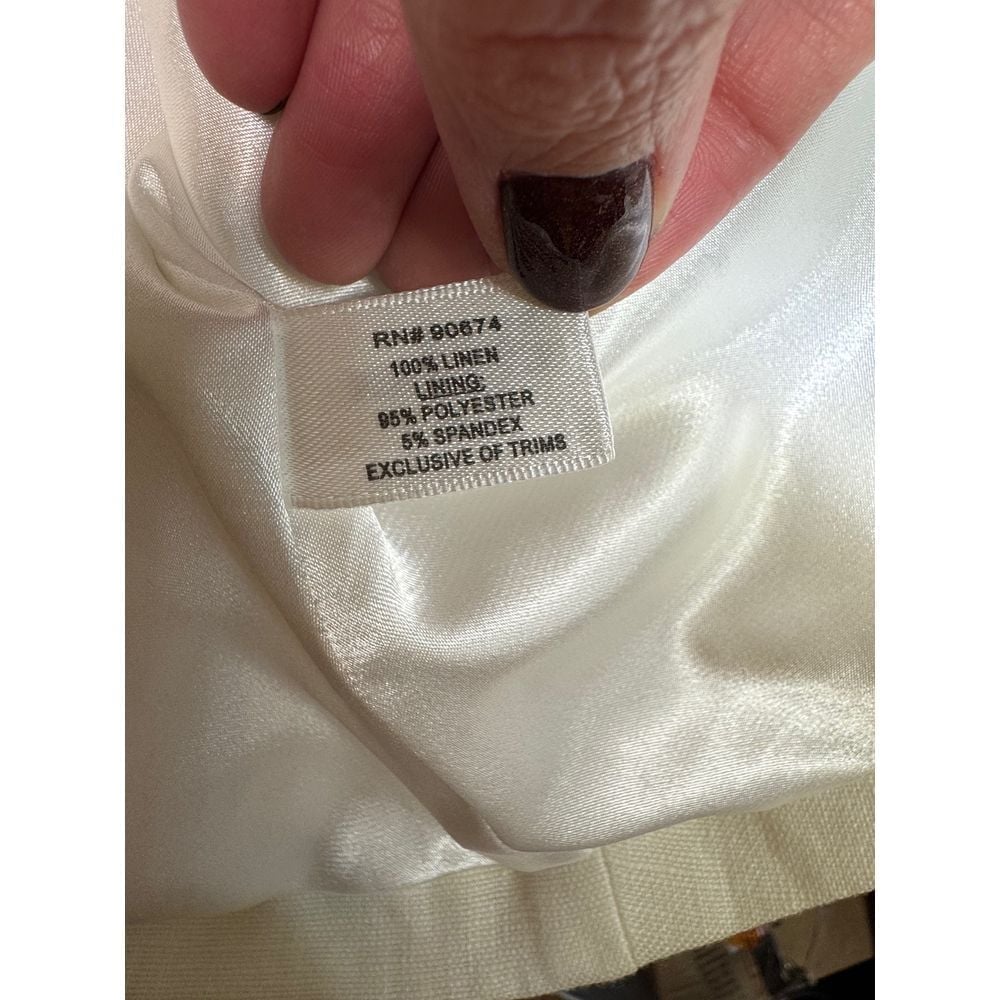 RN# 90674
100% LINEN
LINING:
95% POLYESTER
5% SPANDEX
EXCLUSIVE OF TRIMS